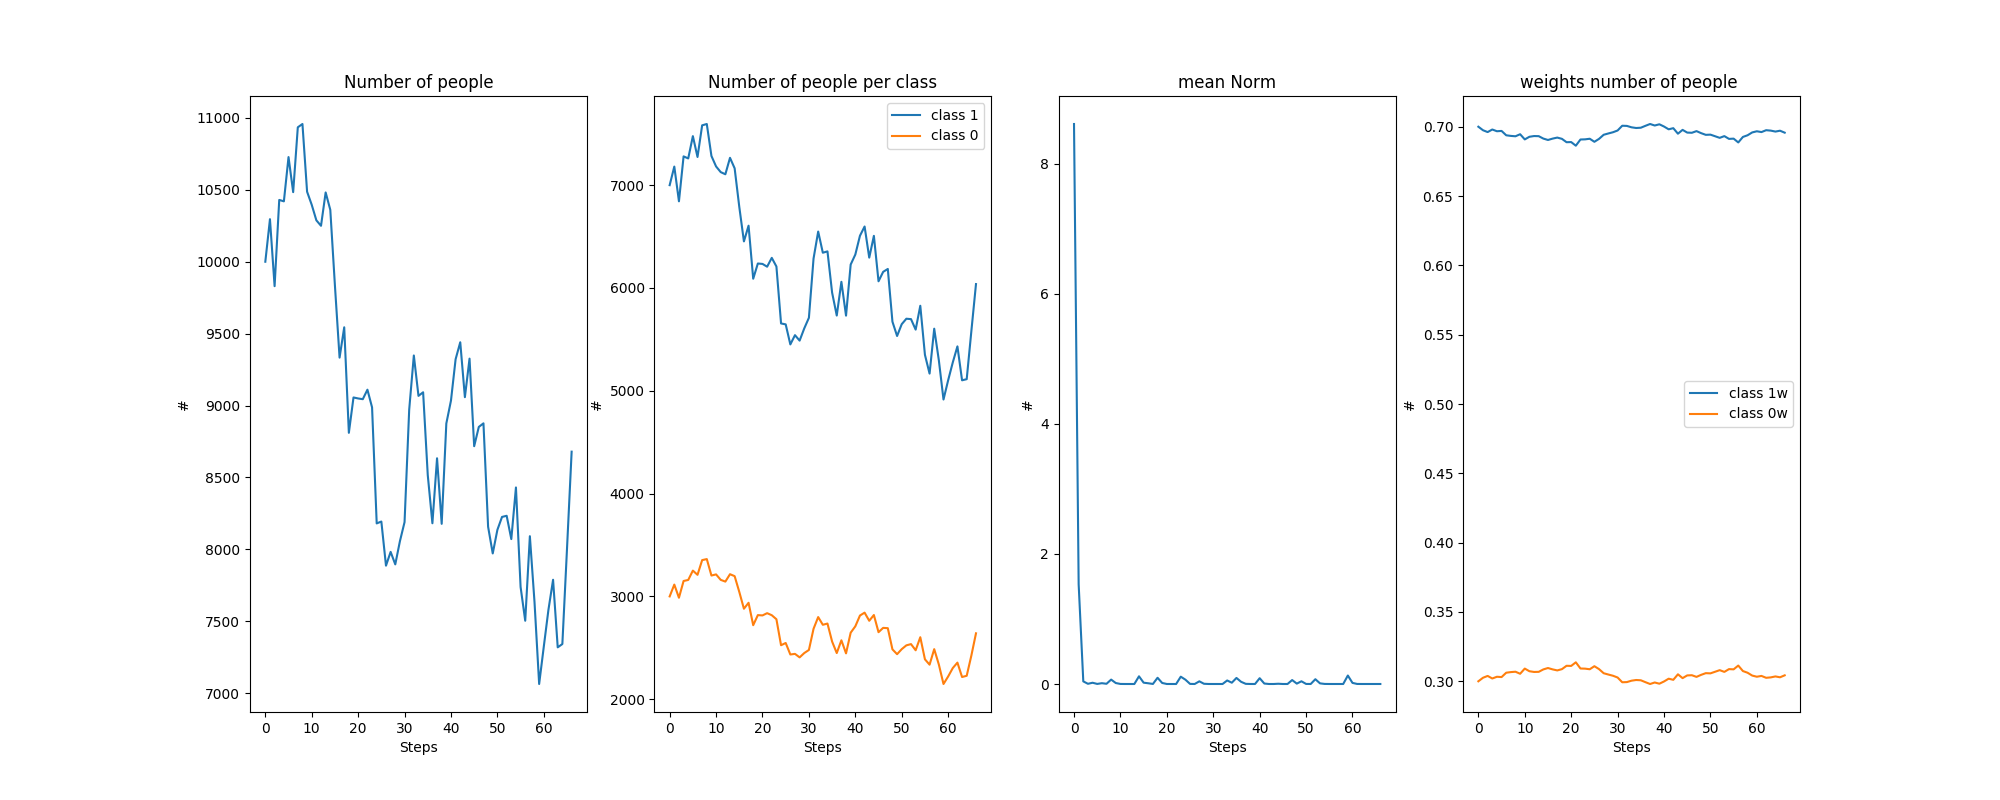 Number of people
11000
10500
10000
9500
9000
8500
8000
7500
7000
#
0 10 20 30 40 50 60
Steps
Number of people per class
class 1
class 0
7000
6000
5000
4000
3000
2000
#
0 10 20 30 40 50 60
Steps
mean Norm
8
6
4
2
0
#
0 10 20 30 40 50 60
Steps
weights number of people
0.70
0.65
0.60
0.55
0.50
0.45
0.40
0.35
0.30
#
class 1w
class 0w
0 10 20 30 40 50 60
Steps